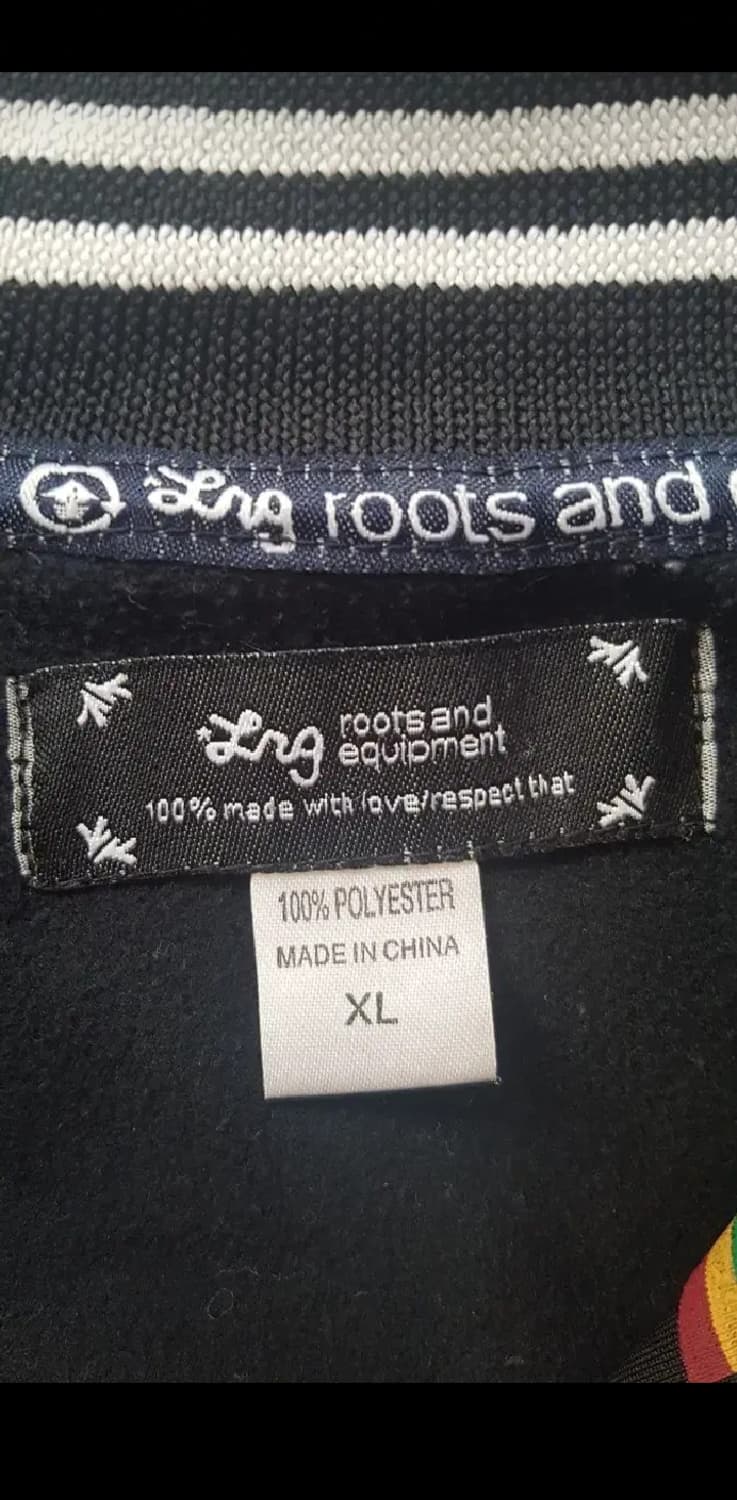 Lrg roots and
Lrg roots and
equipment
100% made with love/respect that
100% POLYESTER
MADE IN CHINA
XL